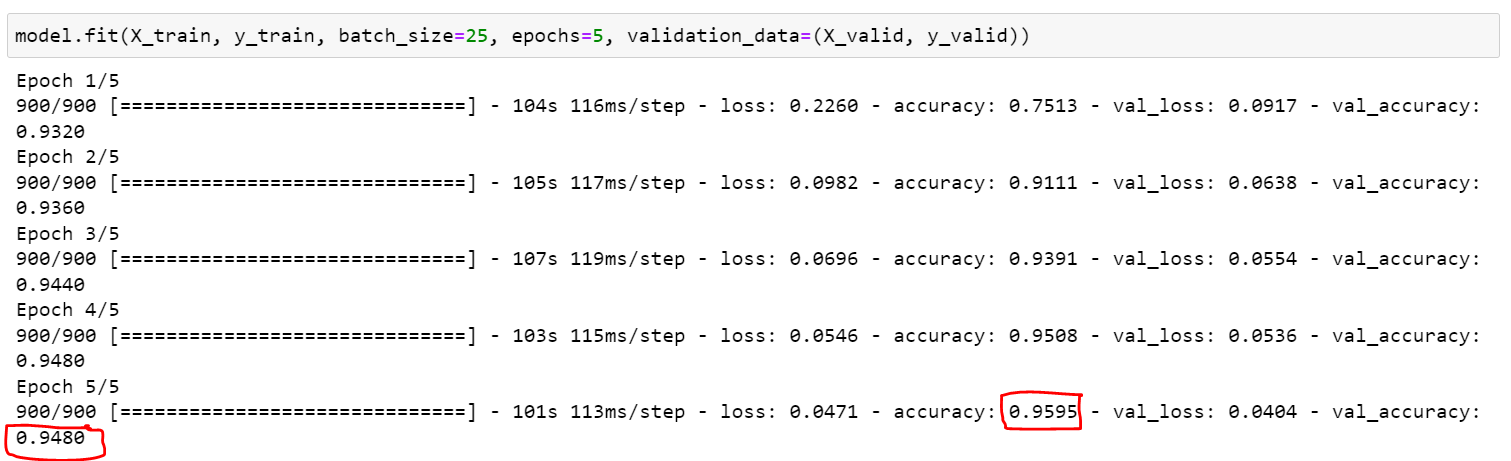 model.fit(X_train, y_train, batch_size=25, epochs=5, validation_data=(X_valid, y_valid))
Epoch 1/5
900/900 [==============================] - 104s 116ms/step - loss: 0.2260 - accuracy: 0.7513 - val_loss: 0.0917 - val_accuracy:
0.9320
Epoch 2/5
900/900 [==============================] - 105s 117ms/step - loss: 0.0982 - accuracy: 0.9111 - val_loss: 0.0638 - val_accuracy:
0.9360
Epoch 3/5
900/900 [==============================] - 107s 119ms/step - loss: 0.0696 - accuracy: 0.9391 - val_loss: 0.0554 - val_accuracy:
0.9440
Epoch 4/5
900/900 [==============================] - 103s 115ms/step - loss: 0.0546 - accuracy: 0.9508 - val_loss: 0.0536 - val_accuracy:
0.9480
Epoch 5/5
900/900 [==============================] - 101s 113ms/step - loss: 0.0471 - accuracy: 0.9595 - val_loss: 0.0404 - val_accuracy:
0.9480